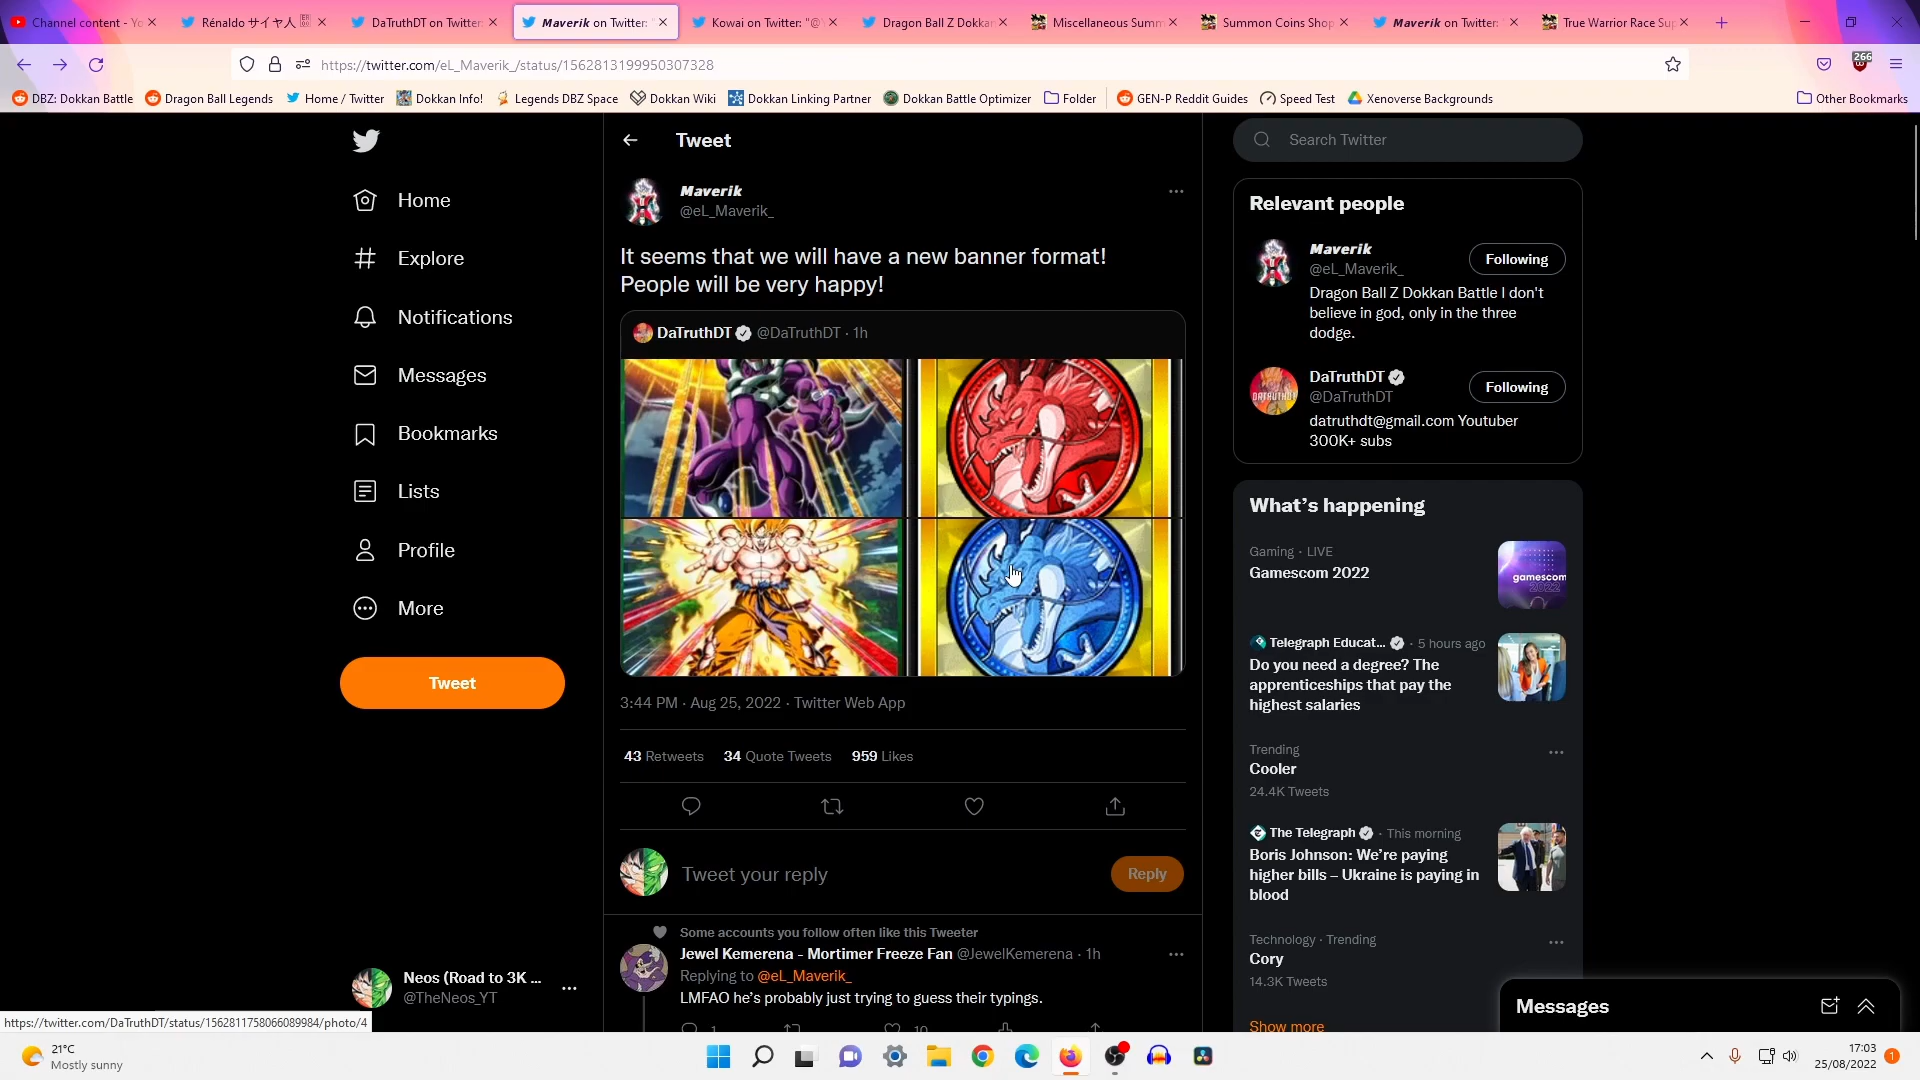 Channel content - Yo
Rénaldo サイヤ人
DaTruthDT on Twitter:
Maverik on Twitter: "
Kowai on Twitter: "@
Dragon Ball Z Dokkan
Miscellaneous Summ
Summon Coins Shop
Maverik on Twitter:
True Warrior Race Sup
https://twitter.com/eL_Maverik_/status/1562813199950307328
266
DBZ: Dokkan Battle
Dragon Ball Legends
Home / Twitter
Dokkan Info!
Legends DBZ Space
Dokkan Wiki
Dokkan Linking Partner
Dokkan Battle Optimizer
Folder
GEN-P Reddit Guides
Speed Test
Xenoverse Backgrounds
Other Bookmarks
Home
Explore
Notifications
Messages
Bookmarks
Lists
Profile
More
Tweet
Neos (Road to 3K ...
@TheNeos_YT
Tweet
Maverik
@eL_Maverik_
It seems that we will have a new banner format!
People will be very happy!
DaTruthDT @DaTruthDT · 1h
3:44 PM · Aug 25, 2022 · Twitter Web App
43 Retweets 34 Quote Tweets 959 Likes
Tweet your reply
Reply
Some accounts you follow often like this Tweeter
Jewel Kemerena - Mortimer Freeze Fan @JewelKemerena · 1h
Replying to @eL_Maverik_
LMFAO he's probably just trying to guess their typings.
1
10
Search Twitter
Relevant people
Maverik
@eL_Maverik_
Following
Dragon Ball Z Dokkan Battle I don't
believe in god, only in the three
dodge.
DaTruthDT
@DaTruthDT
Following
datruthdt@gmail.com Youtuber
300K+ subs
DATRUTHDT
What's happening
Gaming · LIVE
Gamescom 2022
gamescom
2022
Telegraph Educat... · 5 hours ago
Do you need a degree? The
apprenticeships that pay the
highest salaries
Trending
Cooler
24.4K Tweets
The Telegraph · This morning
Boris Johnson: We're paying
higher bills – Ukraine is paying in
blood
Technology · Trending
Cory
14.3K Tweets
Show more
Messages
https://twitter.com/DaTruthDT/status/1562811758066089984/photo/4
21°C
Mostly sunny
17:03
25/08/2022
1